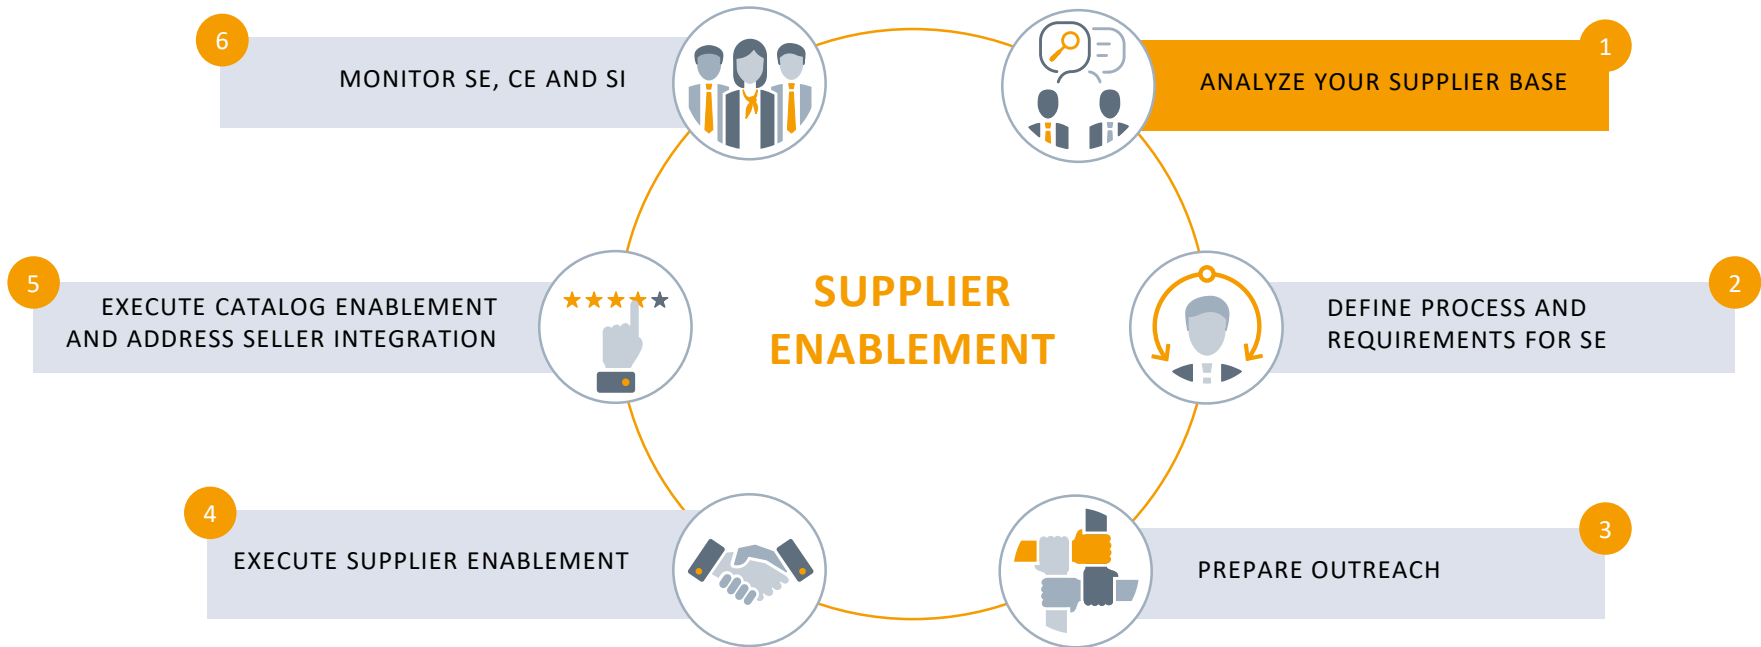 SUPPLIER
ENABLEMENT
1
ANALYZE YOUR SUPPLIER BASE
2
DEFINE PROCESS AND
REQUIREMENTS FOR SE
3
PREPARE OUTREACH
4
EXECUTE SUPPLIER ENABLEMENT
5
EXECUTE CATALOG ENABLEMENT
AND ADDRESS SELLER INTEGRATION
6
MONITOR SE, CE AND SI